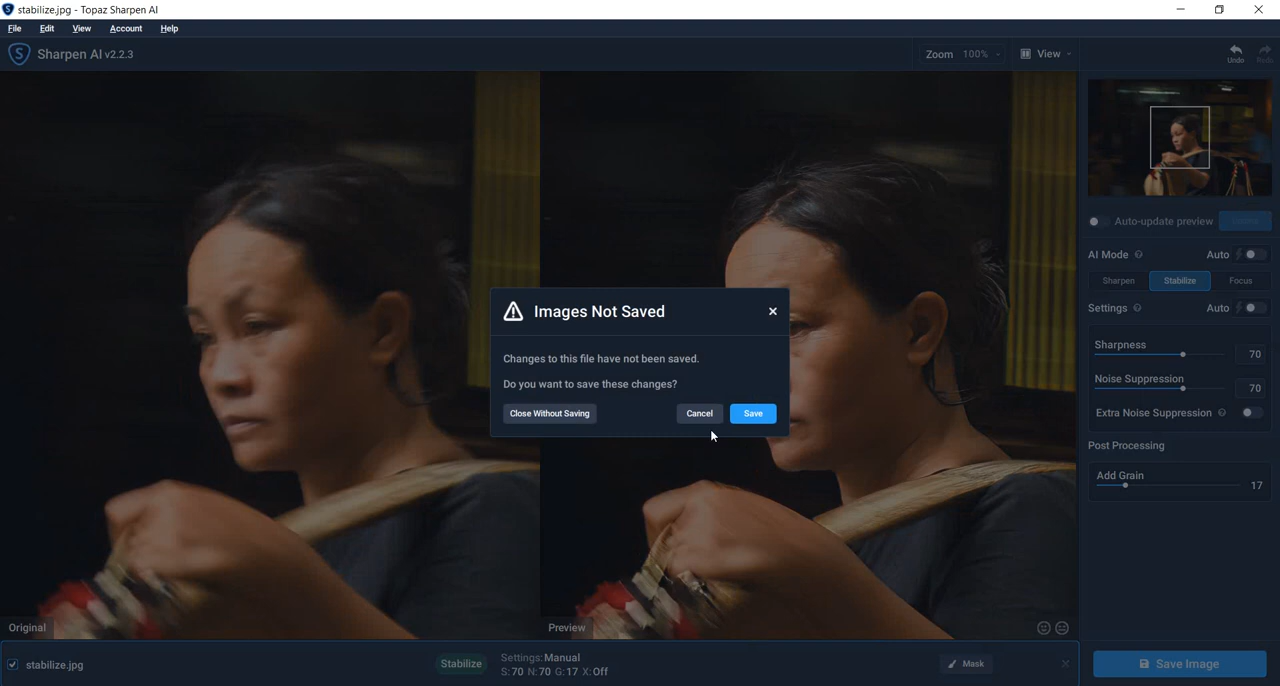 stabilize.jpg - Topaz Sharpen AI
File Edit View Account Help
Sharpen AI v2.2.3
Zoom 100%
View
Undo
Redo
Auto-update preview
AI Mode
Auto
Sharpen Stabilize Focus
Settings
Auto
Sharpness
70
Noise Suppression
70
Extra Noise Suppression
Post Processing
Add Grain
17
Images Not Saved
Changes to this file have not been saved.
Do you want to save these changes?
Close Without Saving Cancel Save
Original
Preview
stabilize.jpg
Stabilize
Settings: Manual
S:70 N:70 G:17 X:Off
Mask
Save Image